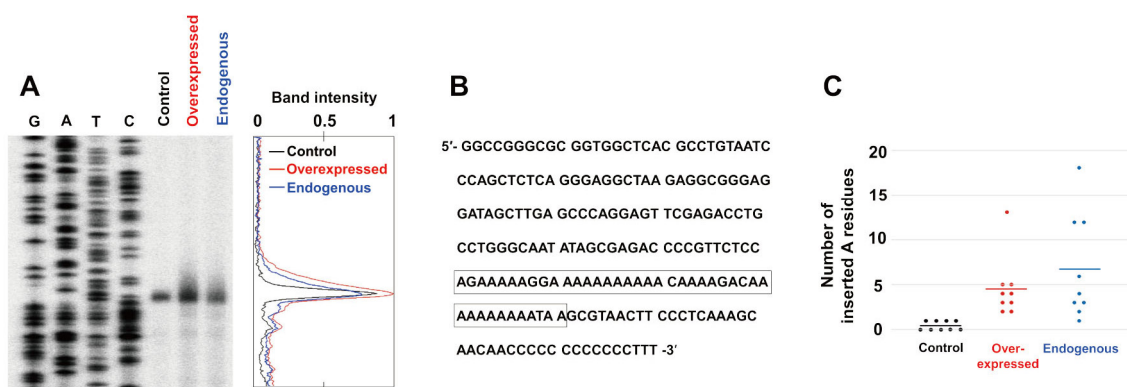 A
G A T C
Control
Overexpressed
Endogenous
Band intensity
0 0.5 1
Control
Overexpressed
Endogenous
B
5′- GGCCGGGCGC GGTGGCTCAC GCCTGTAATC
CCAGCTCTCA GGGAGGCTAA GAGGCGGGAG
GATAGCTTGA GCCCAGGAGT TCGAGACCTG
CCTGGGCAAT ATAGCGAGAC CCCGTTCTCC
AGAAAAAGGA AAAAAAAAAA CAAAAGACAA
AAAAAAAATA AGCGTAACTT CCCTCAAAGC
AACAACCCCC CCCCCCCTTT -3′
C
Number of
inserted A residues
20
15
10
5
0
Control
Over-
expressed
Endogenous